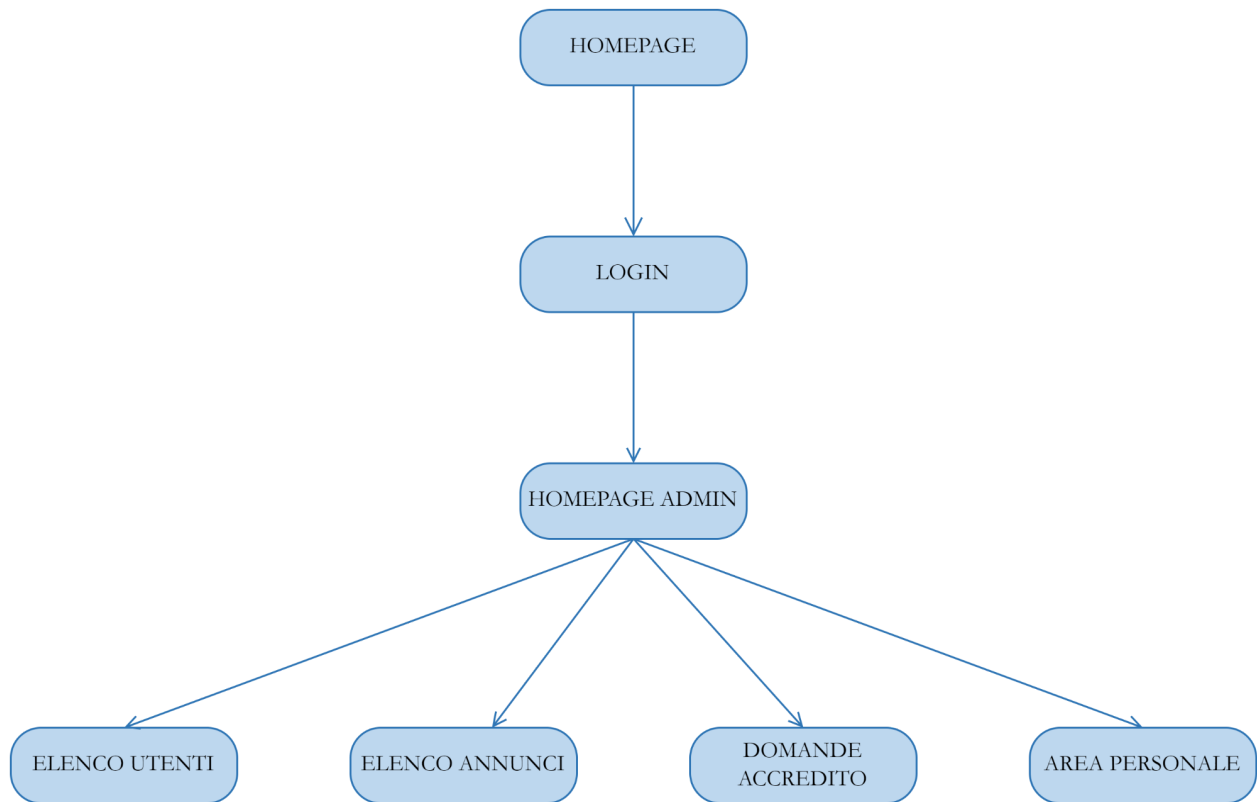 HOMEPAGE
LOGIN
HOMEPAGE ADMIN
ELENCO UTENTI
ELENCO ANNUNCI
DOMANDE
ACCREDITO
AREA PERSONALE